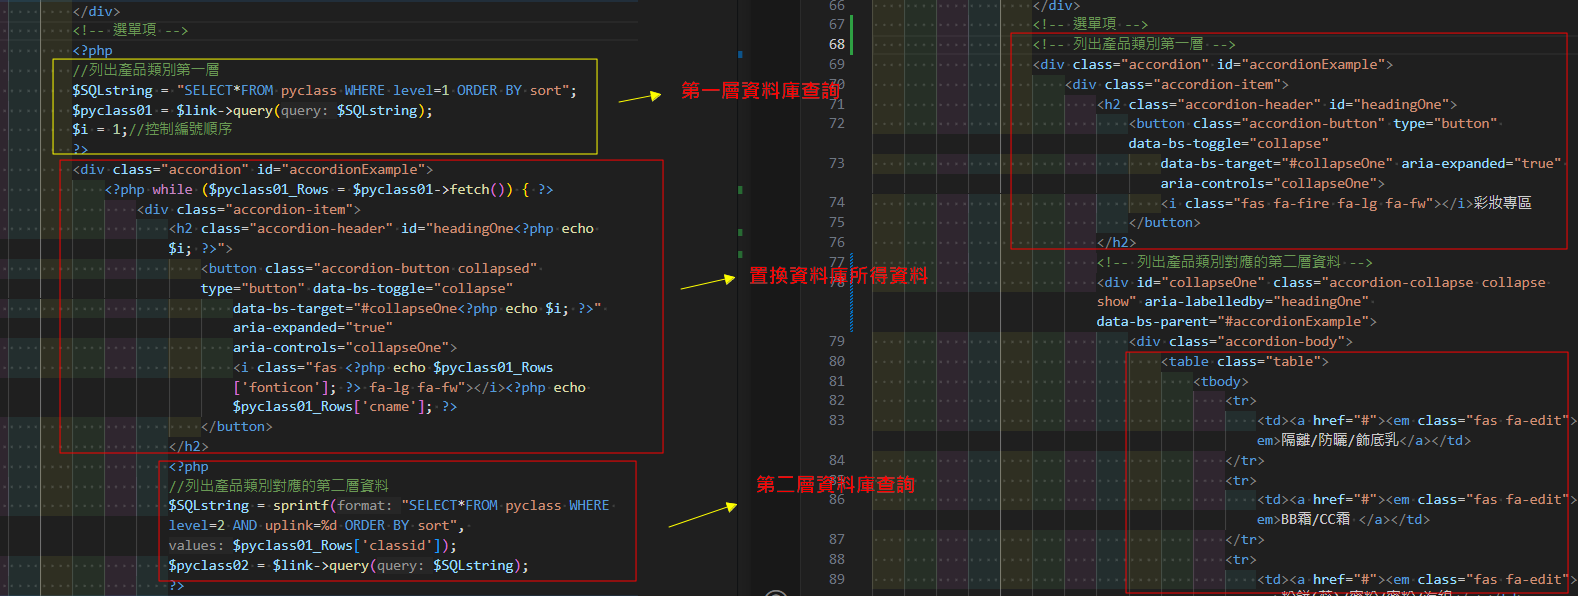 </div>
<!-- 選單項 -->
<?php
//列出產品類別第一層
$SQLstring = "SELECT*FROM pyclass WHERE level=1 ORDER BY sort";
$pyclass01 = $link->query(query: $SQLstring);
$i = 1;//控制編號順序
?>
<div class="accordion" id="accordionExample">
<?php while ($pyclass01_Rows = $pyclass01->fetch()) { ?>
<div class="accordion-item">
<h2 class="accordion-header" id="headingOne<?php echo
$i; ?>">
<button class="accordion-button collapsed"
type="button" data-bs-toggle="collapse"
data-bs-target="#collapseOne<?php echo $i; ?>"
aria-expanded="true"
aria-controls="collapseOne">
<i class="fas <?php echo $pyclass01_Rows
['fonticon']; ?> fa-lg fa-fw"></i><?php echo
$pyclass01_Rows['cname']; ?>
</button>
</h2>
<?php
//列出產品類別對應的第二層資料
$SQLstring = sprintf(format: "SELECT*FROM pyclass WHERE
level=2 AND uplink=%d ORDER BY sort",
values: $pyclass01_Rows['classid']);
$pyclass02 = $link->query(query: $SQLstring);
?>
第一層資料庫查詢
置換資料庫所得資料
第二層資料庫查詢
66 </div>
67 <!-- 選單項 -->
68 <!-- 列出產品類別第一層 -->
69 <div class="accordion" id="accordionExample">
70 <div class="accordion-item">
71 <h2 class="accordion-header" id="headingOne">
72 <button class="accordion-button" type="button"
data-bs-toggle="collapse"
73 data-bs-target="#collapseOne" aria-expanded="true"
aria-controls="collapseOne">
74 <i class="fas fa-fire fa-lg fa-fw"></i>彩妝專區
75 </button>
76 </h2>
77 <!-- 列出產品類別對應的第二層資料 -->
78 <div id="collapseOne" class="accordion-collapse collapse
show" aria-labelledby="headingOne"
data-bs-parent="#accordionExample">
79 <div class="accordion-body">
80 <table class="table">
81 <tbody>
82 <tr>
83 <td><a href="#"><em class="fas fa-edit">
em>隔離/防曬/飾底乳</a></td>
84 </tr>
85 <tr>
86 <td><a href="#"><em class="fas fa-edit">
em>BB霜/CC霜 </a></td>
87 </tr>
88 <tr>
89 <td><a href="#"><em class="fas fa-edit">